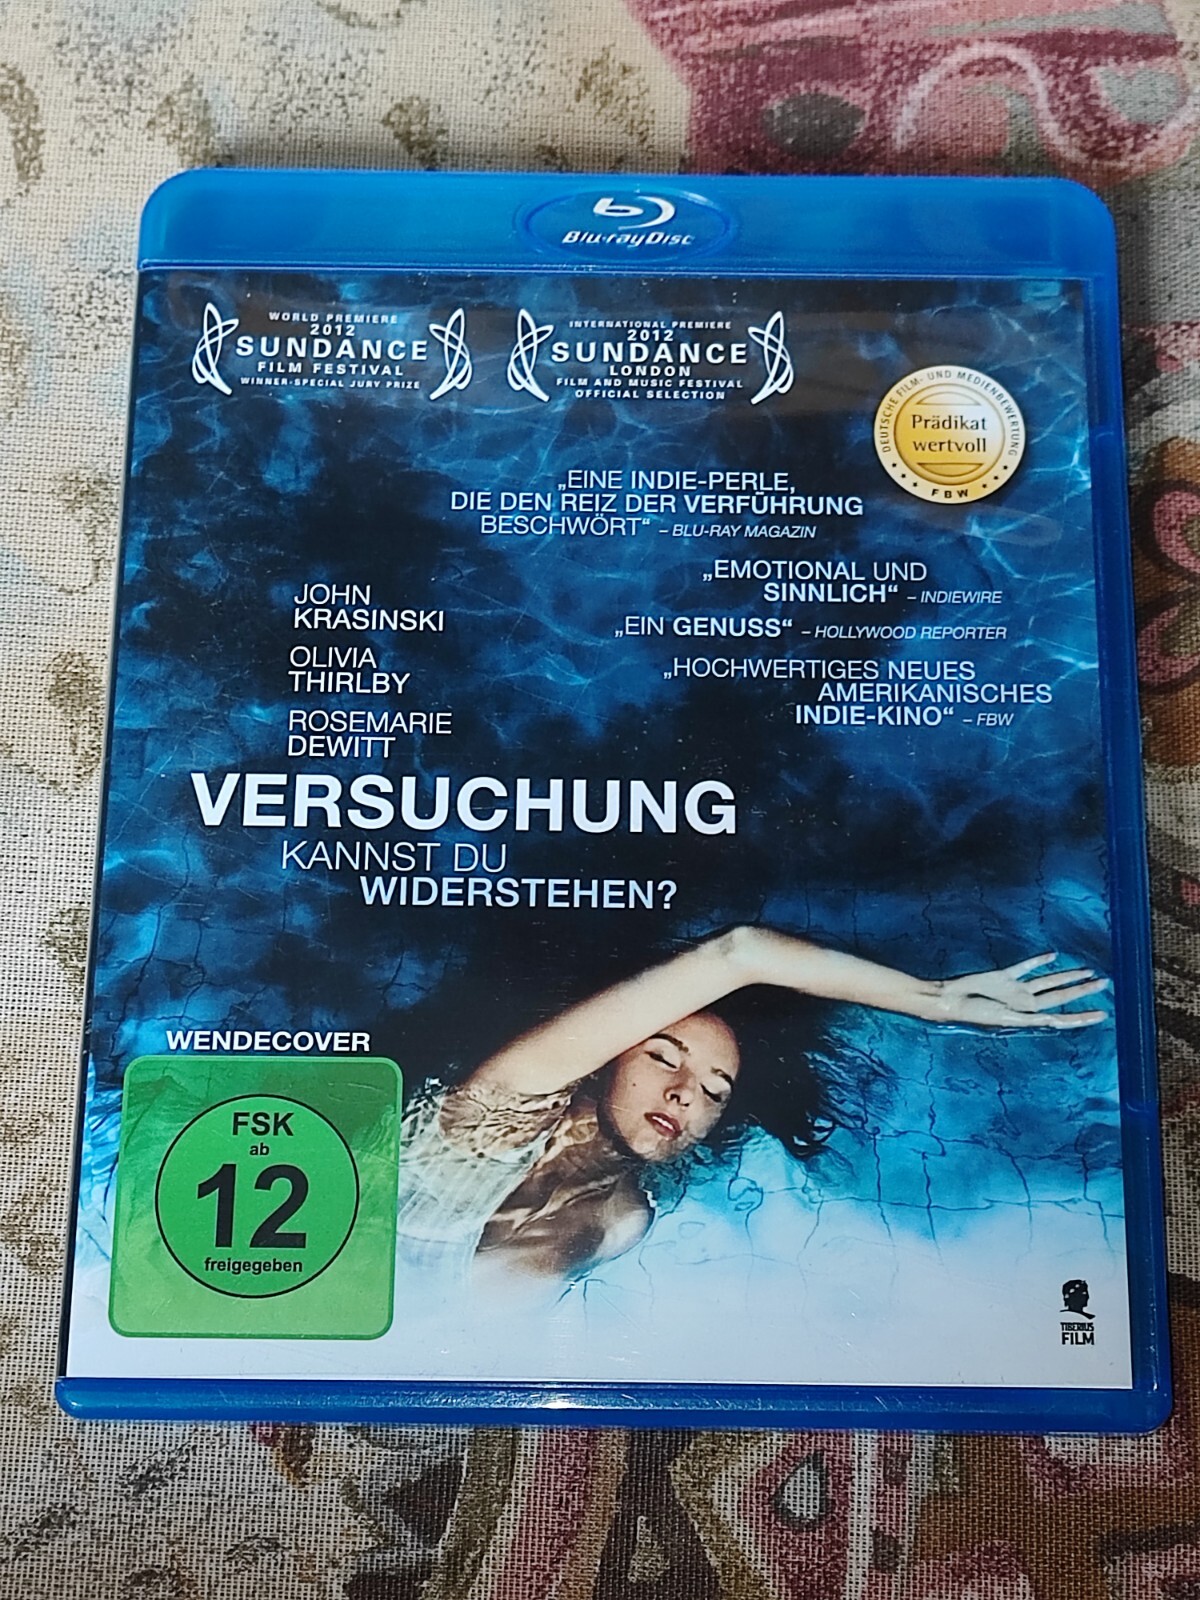 Blu-ray Disc
WORLD PREMIERE
2012
SUNDANCE
FILM FESTIVAL
WINNER-SPECIAL JURY PRIZE
INTERNATIONAL PREMIERE
2012
SUNDANCE
LONDON
FILM AND MUSIC FESTIVAL
OFFICIAL SELECTION
DEUTSCHE FILM- UND MEDIENBEWERTUNG
Prädikat
wertvoll
FBW
„EINE INDIE-PERLE,
DIE DEN REIZ DER VERFÜHRUNG
BESCHWÖRT“ – BLU-RAY MAGAZIN
„EMOTIONAL UND
SINNLICH“ – INDIEWIRE
„EIN GENUSS“ – HOLLYWOOD REPORTER
„HOCHWERTIGES NEUES
AMERIKANISCHES
INDIE-KINO“ – FBW
JOHN
KRASINSKI
OLIVIA
THIRLBY
ROSEMARIE
DEWITT
VERSUCHUNG
KANNST DU
WIDERSTEHEN?
WENDECOVER
FSK
ab
12
freigegeben
TIBERIUS
FILM